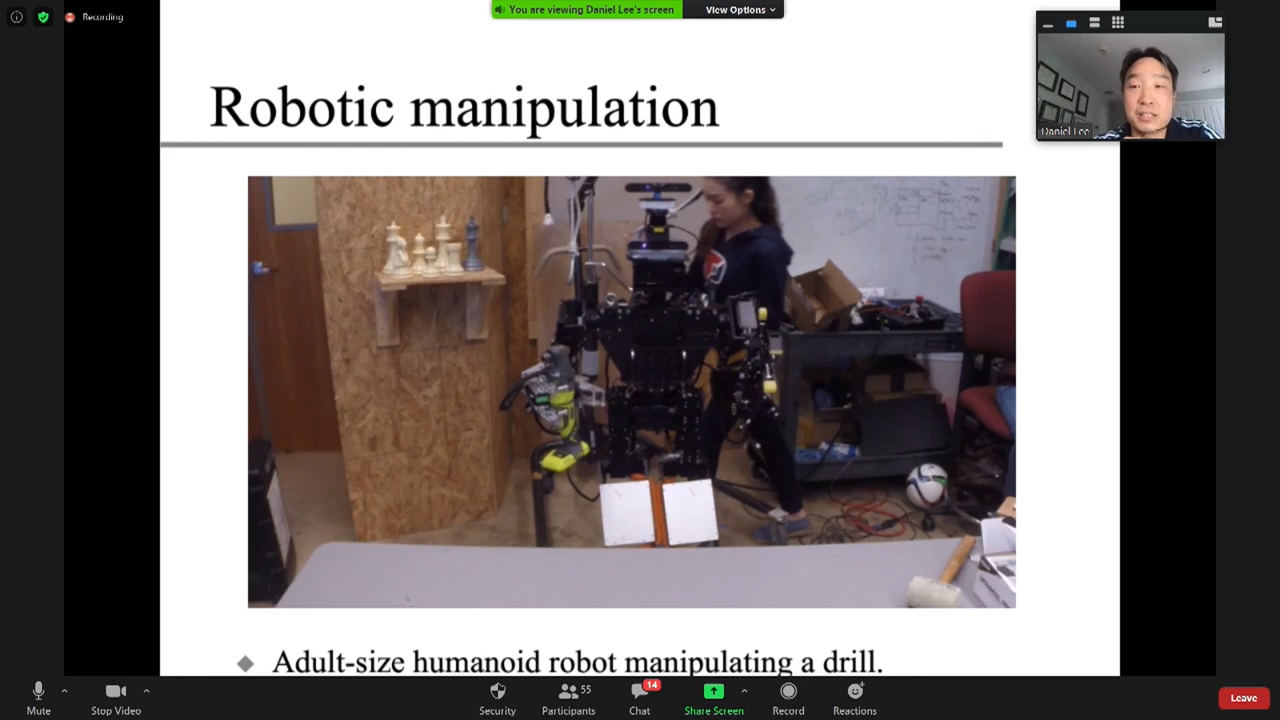 Recording
You are viewing Daniel Lee's screen
View Options
Daniel Lee
Robotic manipulation
Adult-size humanoid robot manipulating a drill.
Mute
Stop Video
Security
Participants
55
Chat
14
Share Screen
Record
Reactions
Leave